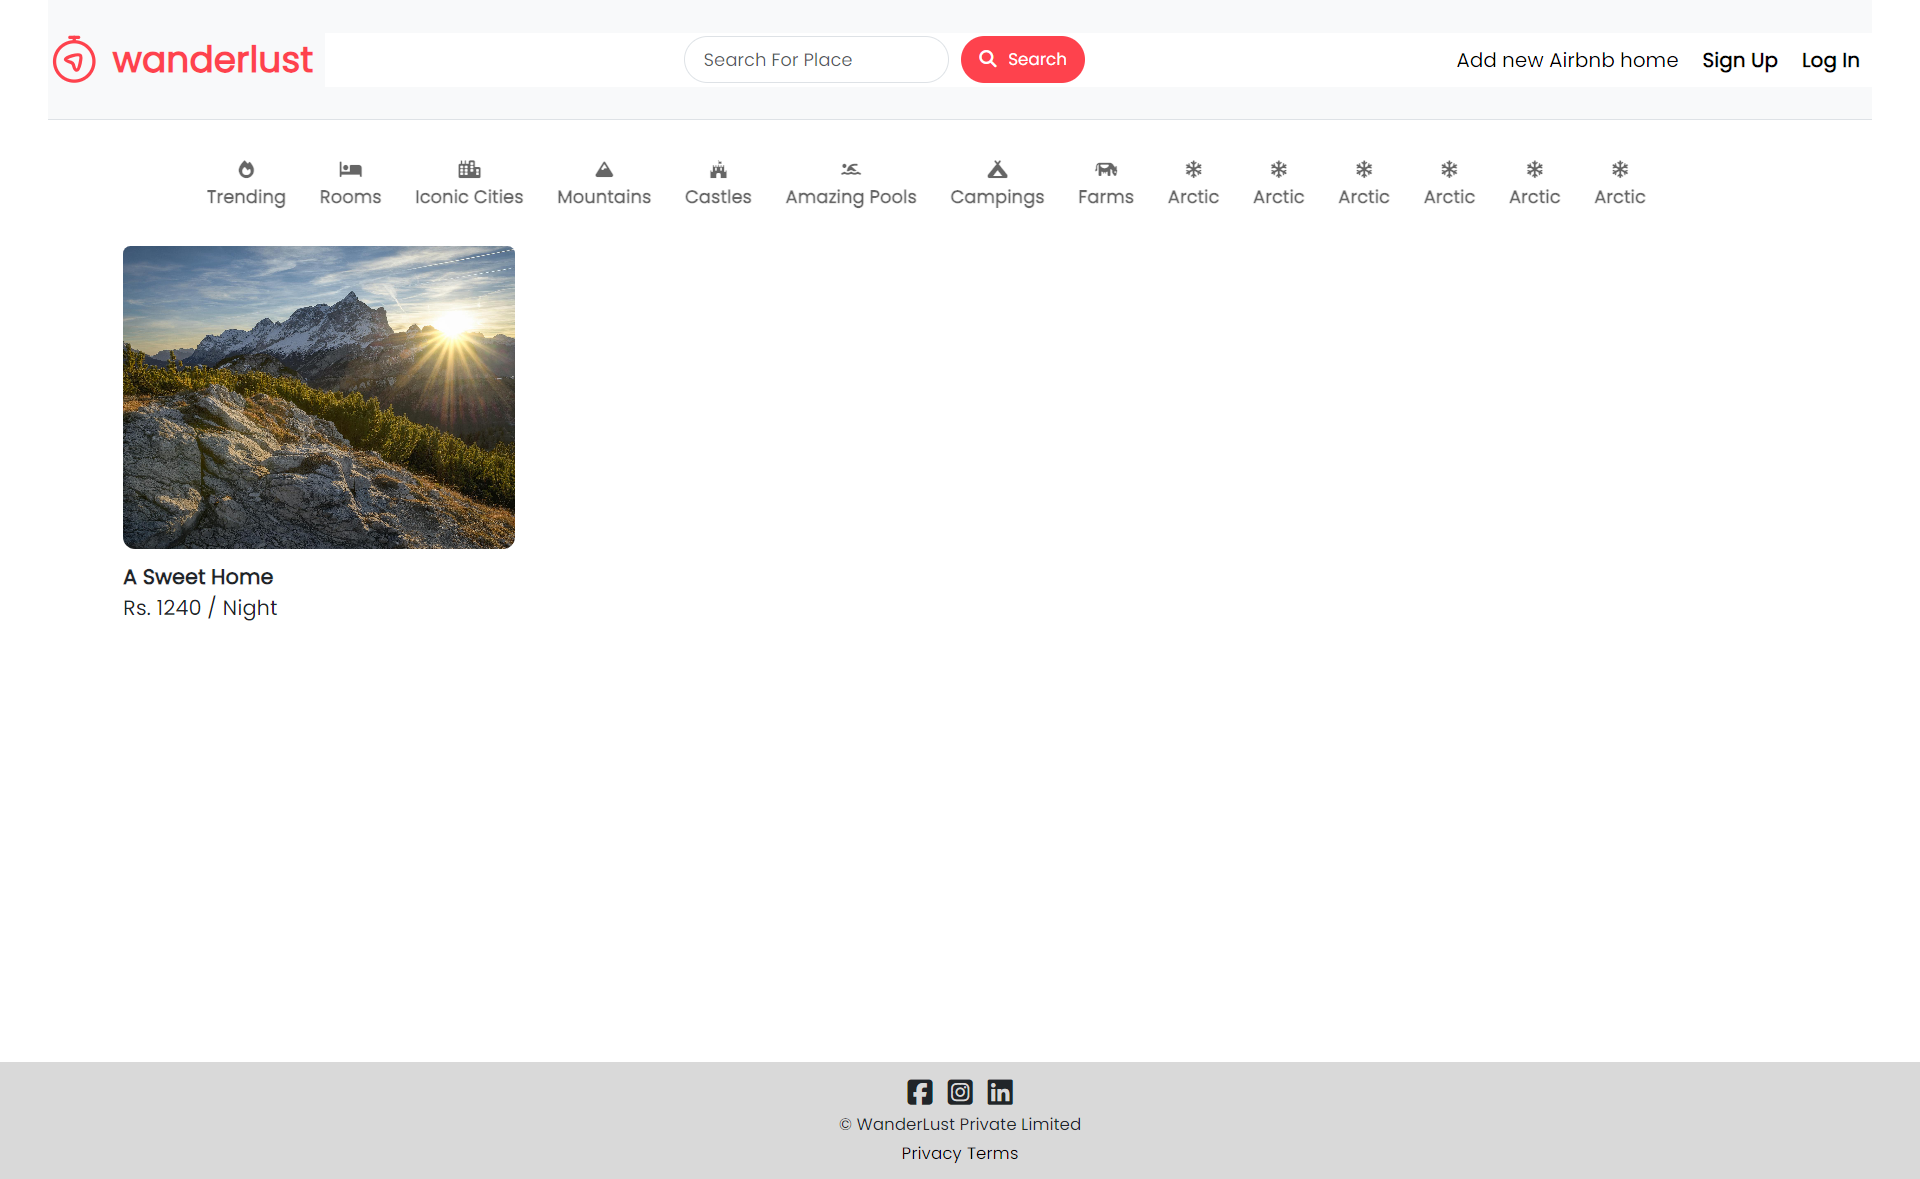 wanderlust
Search For Place
Search
Add new Airbnb home
Sign Up
Log In
Trending
Rooms
Iconic Cities
Mountains
Castles
Amazing Pools
Campings
Farms
Arctic
Arctic
Arctic
Arctic
Arctic
Arctic
A Sweet Home
Rs. 1240 / Night
© WanderLust Private Limited
Privacy Terms